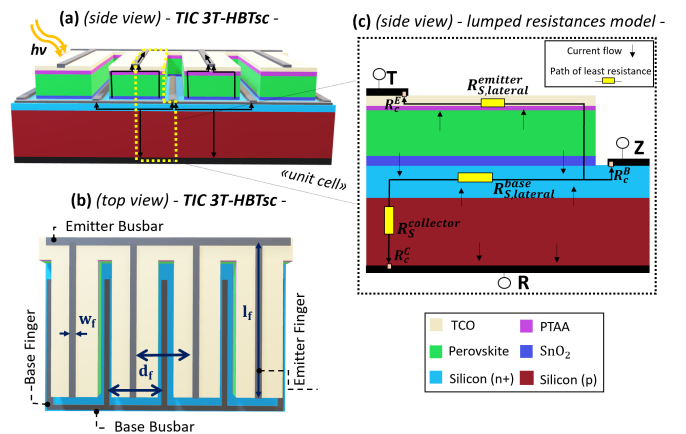 (a) (side view) - TIC 3T-HBTsc -
hν
«unit cell»
(b) (top view) - TIC 3T-HBTsc -
Emitter Busbar
w_f
l_f
d_f
Base Finger
Emitter Finger
Base Busbar
(c) (side view) - lumped resistances model -
Current flow
Path of least resistance
T
R_{S,lateral}^{emitter}
R_c^E
Z
R_c^B
R_{S,lateral}^{base}
R_S^{collector}
R_c^C
R
TCO
PTAA
Perovskite
SnO₂
Silicon (n+)
Silicon (p)